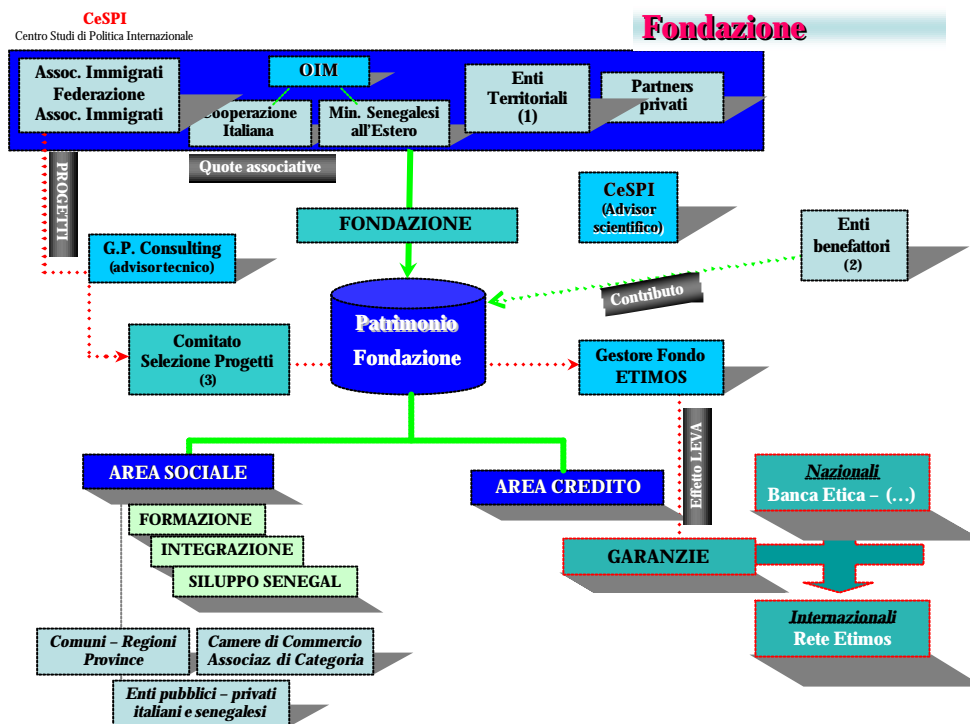 CeSPI
Centro Studi di Politica Internazionale
Fondazione
Assoc. Immigrati
Federazione
Assoc. Immigrati
OIM
Cooperazione
Italiana
Min. Senegalesi
all'Estero
Enti
Territoriali
(1)
Partners
privati
PROGETTI
Quote associative
FONDAZIONE
CeSPI
(Advisor
scientifico)
Enti
benefattori
(2)
G.P. Consulting
(advisortecnico)
Contributo
Patrimonio
Fondazione
Comitato
Selezione Progetti
(3)
Gestore Fondo
ETIMOS
Effetto LEVA
AREA SOCIALE
AREA CREDITO
Nazionali
Banca Etica – (…)
FORMAZIONE
INTEGRAZIONE
SILUPPO SENEGAL
GARANZIE
Internazionali
Rete Etimos
Comuni – Regioni
Province
Camere di Commercio
Associaz. di Categoria
Enti pubblici – privati
italiani e senegalesi